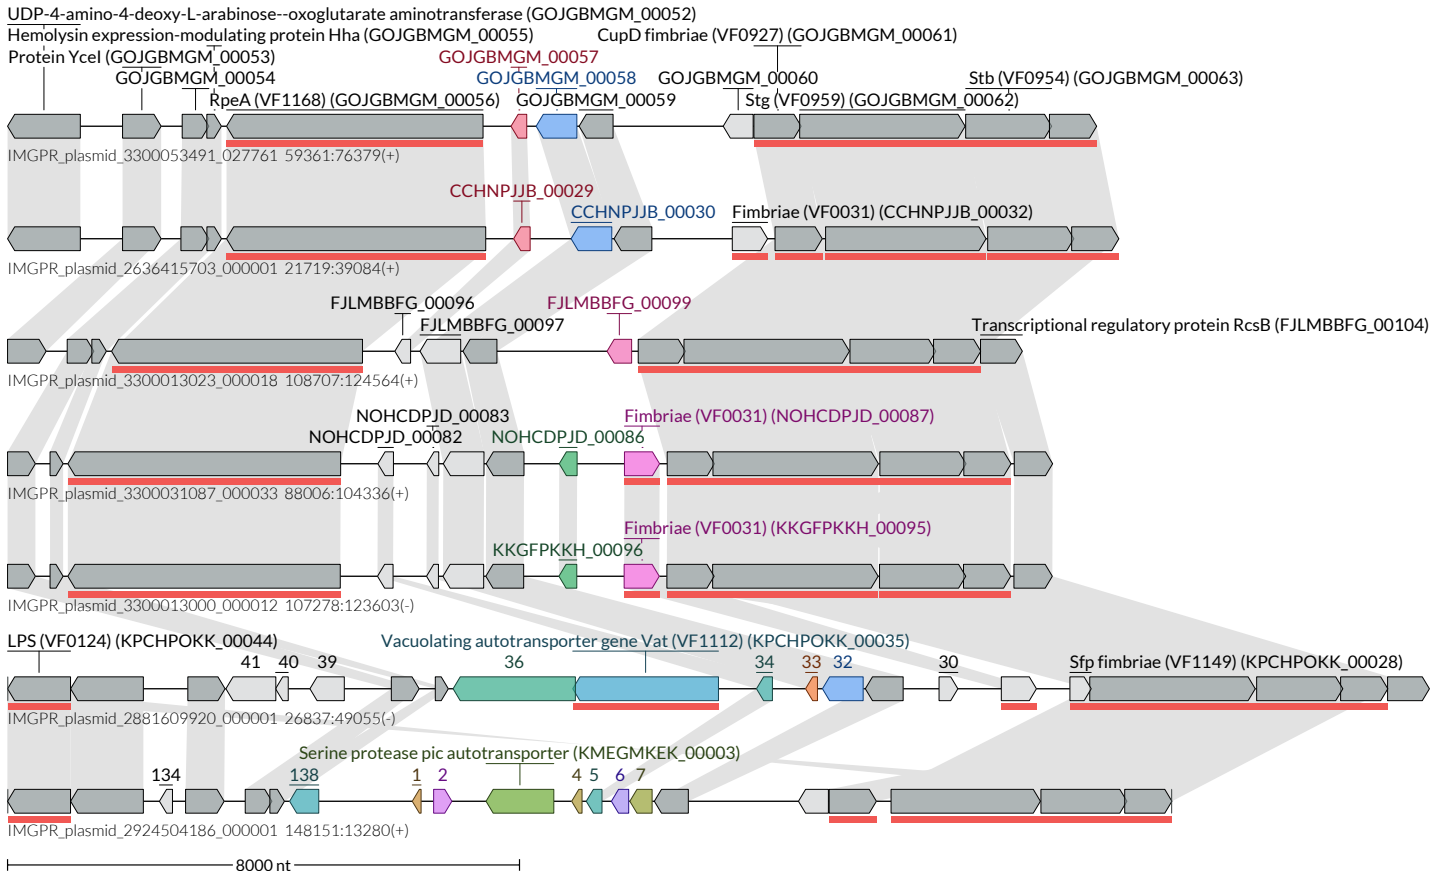 UDP-4-amino-4-deoxy-L-arabinose--oxoglutarate aminotransferase (GOJGBMGM_00052)
Hemolysin expression-modulating protein Hha (GOJGBMGM_00055)
CupD fimbriae (VF0927) (GOJGBMGM_00061)
Protein YceI (GOJGBMGM_00053)
GOJGBMGM_00057
GOJGBMGM_00054
GOJGBMGM_00058
GOJGBMGM_00060
Stb (VF0954) (GOJGBMGM_00063)
RpeA (VF1168) (GOJGBMGM_00056)
GOJGBMGM_00059
Stg (VF0959) (GOJGBMGM_00062)
IMGPR_plasmid_3300053491_027761 59361:76379(+)
CCHNPJJB_00029
CCHNPJJB_00030
Fimbriae (VF0031) (CCHNPJJB_00032)
IMGPR_plasmid_2636415703_000001 21719:39084(+)
FJLMBBFG_00096
FJLMBBFG_00099
FJLMBBFG_00097
Transcriptional regulatory protein RcsB (FJLMBBFG_00104)
IMGPR_plasmid_3300013023_000018 108707:124564(+)
NOHCDPJD_00083
Fimbriae (VF0031) (NOHCDPJD_00087)
NOHCDPJD_00082
NOHCDPJD_00086
IMGPR_plasmid_3300031087_000033 88006:104336(+)
Fimbriae (VF0031) (KKGFPKKH_00095)
KKGFPKKH_00096
IMGPR_plasmid_3300013000_000012 107278:123603(-)
LPS (VF0124) (KPCHPOKK_00044)
Vacuolating autotransporter gene Vat (VF1112) (KPCHPOKK_00035)
41
40
39
36
34
33
32
30
Sfp fimbriae (VF1149) (KPCHPOKK_00028)
IMGPR_plasmid_2881609920_000001 26837:49055(-)
Serine protease pic autotransporter (KMEGMKEK_00003)
134
138
1
2
4
5
6
7
IMGPR_plasmid_2924504186_000001 148151:13280(+)
8000 nt